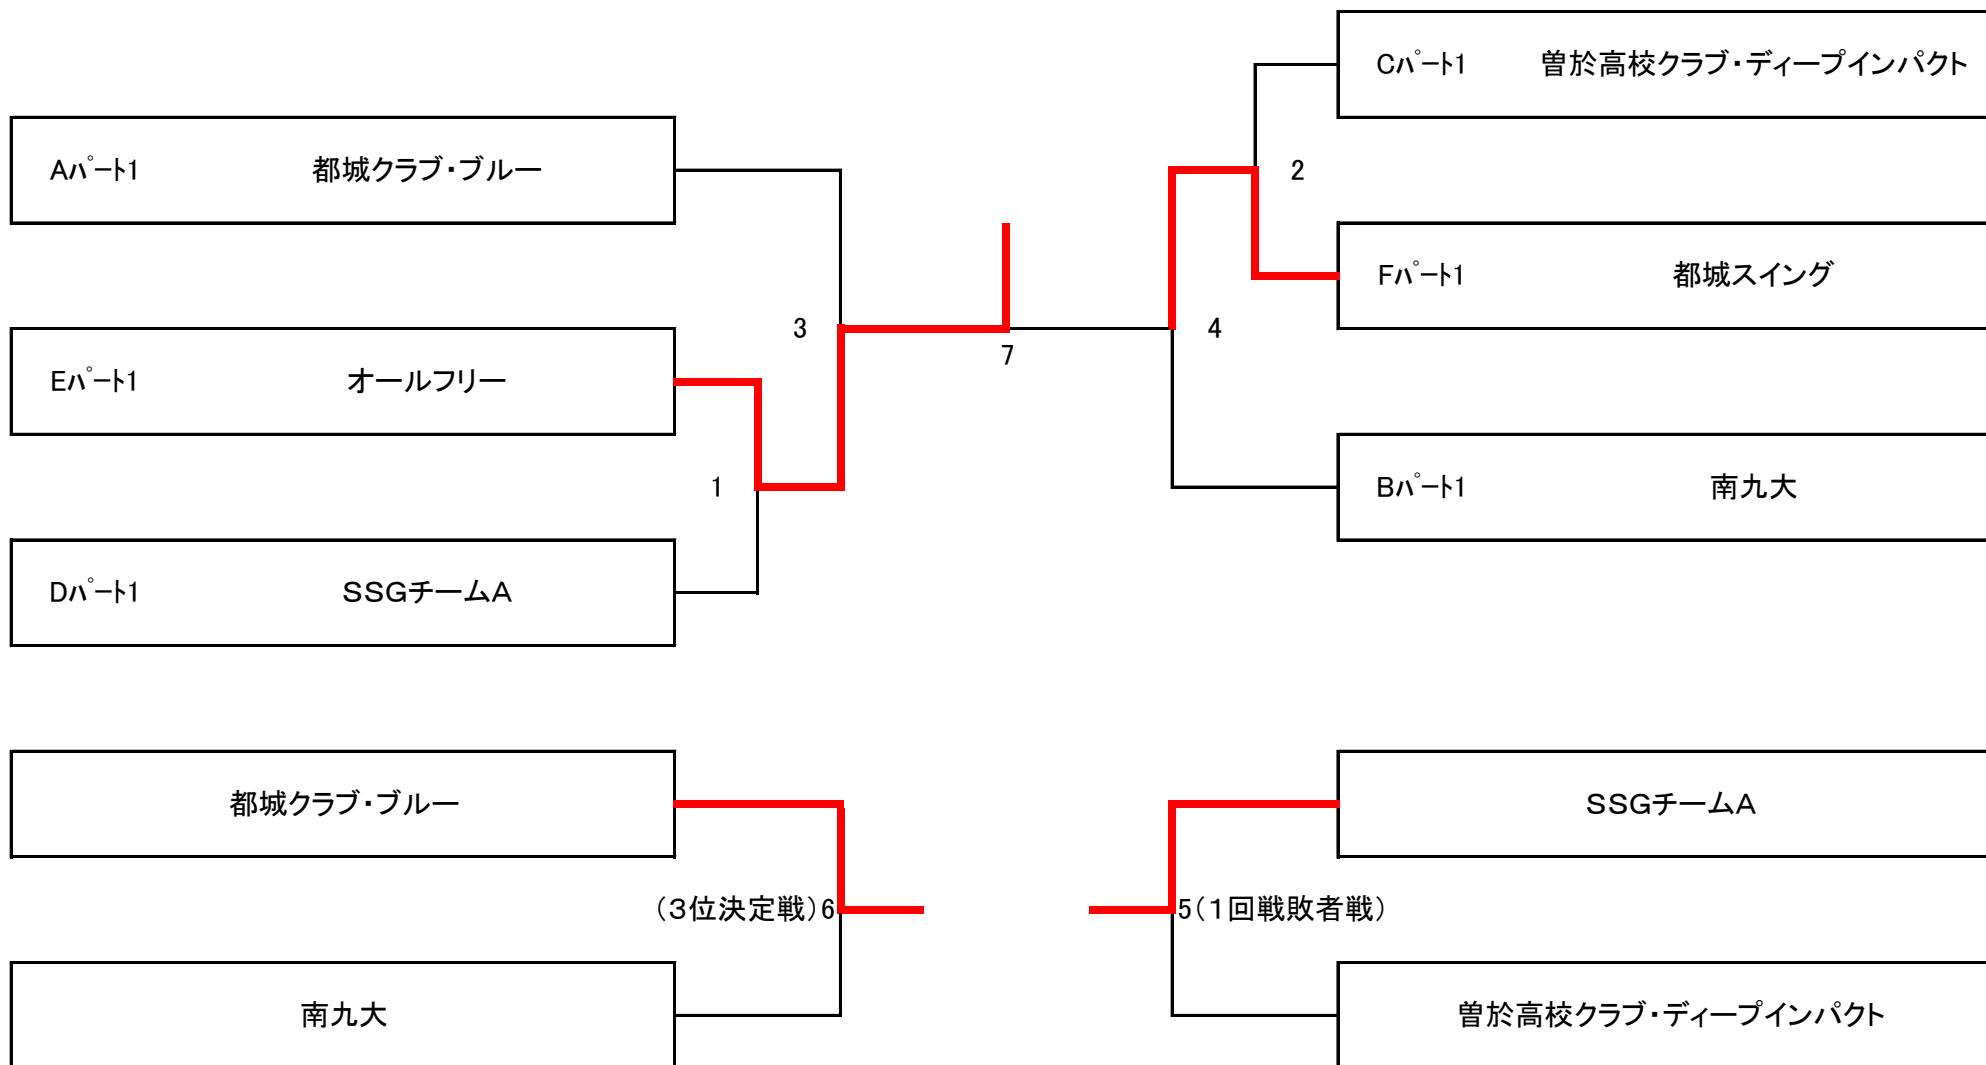 Cﾊﾟｰﾄ1 曽於高校クラブ・ディープインパクト
Aﾊﾟｰﾄ1 都城クラブ・ブルー
2
Fﾊﾟｰﾄ1 都城スイング
3
4
7
Eﾊﾟｰﾄ1 オールフリー
1
Bﾊﾟｰﾄ1 南九大
Dﾊﾟｰﾄ1 SSGチームA
都城クラブ・ブルー
SSGチームA
(3位決定戦)6
5(1回戦敗者戦)
南九大
曽於高校クラブ・ディープインパクト